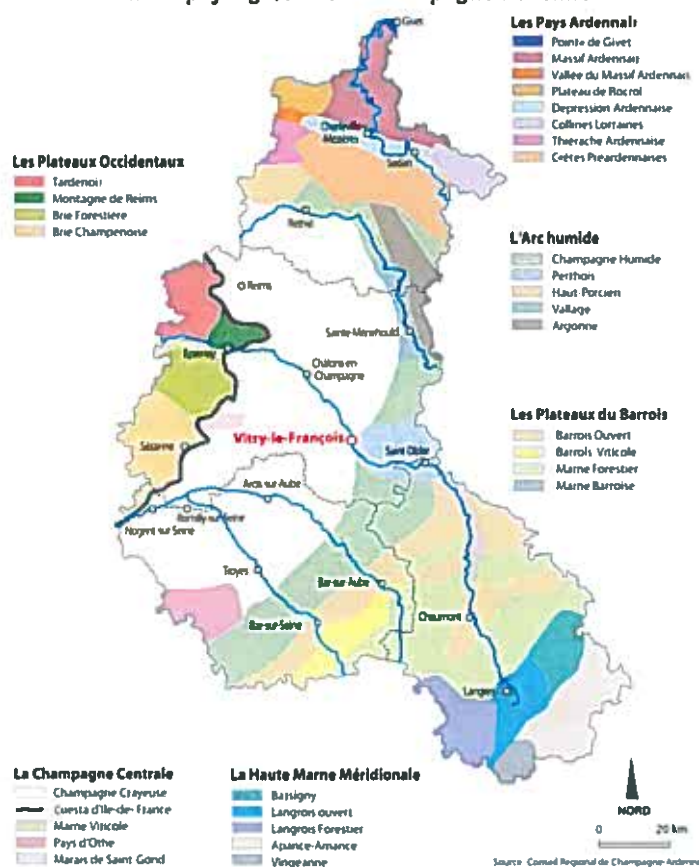 Les Pays Ardennais
Pointe de Givet
Massif Ardennais
Vallée du Massif Ardennais
Plateau de Rocroi
Depression Ardennaise
Collines Lorraines
Thierache Ardennaise
Crêtes Préardennaises
Les Plateaux Occidentaux
Tardenois
Montagne de Reims
Brie Forestière
Brie Champenoise
L'Arc humide
Champagne Humide
Perthois
Haut-Porcien
Vallage
Argonne
Les Plateaux du Barrois
Barrois Ouvert
Barrois Viticole
Marne Forestier
Marne Barroise
Givet
Charleville
Mézières
Sedan
Rethel
Reims
Sainte-Menehould
Epernay
Châlons en
Champagne
Vitry-le-François
Saint Dizier
Sézanne
Arcis sur Aube
Romilly sur Seine
Nogent sur Seine
Troyes
Bar-sur-Aube
Bar-sur-Seine
Chaumont
Langres
La Champagne Centrale
Champagne Crayeuse
Cuesta d'Ile-de-France
Marne Viticole
Pays d'Othe
Marais de Saint Gond
La Haute Marne Méridionale
Bassigny
Langrois ouvert
Langrois Forestier
Apance-Amance
Vingeanne
NORD
0 20 km
Source Conseil Regional de Champagne-Ardenne